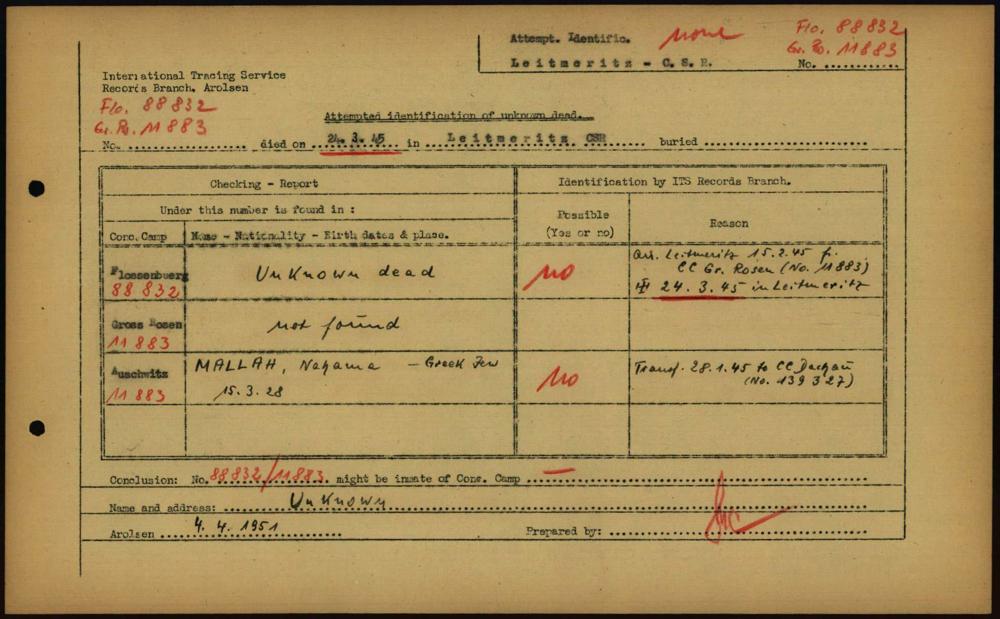 Attempt. Identific. none
Flo. 88832
Gr. Ro. 11883
Leitmeritz - C. S. R. No. ............
International Tracing Service
Records Branch. Arolsen
Flo. 88832
Gr. Ro. 11883
Attempted identification of unknown dead.
No. .................. died on 24. 3. 45 in Leitmeritz. CSR buried ..........................
Checking - Report
Identification by ITS Records Branch.
Under this number is found in :
Possible
(Yes or no)
Reason
Conc. Camp
Name - Nationality - Birth dates & place.
Flossenbuerg
88832
Unknown dead
no
Arr. Leitmeritz 15.2.45 fr.
CC Gr. Rosen (No. 11883)
24. 3. 45 in Leitmeritz
Gross Rosen
11883
not found
Auschwitz
11883
MALLAH, Nahama - Greek Jew
15. 3. 28
no
Transf. 28.1.45 to CC Dachau
(No. 139327)
Conclusion: No. 88832/11883 might be inmate of Conc. Camp — ..........................
Name and address: Unknown
Arolsen 4. 4. 1951 Prepared by: ..........................